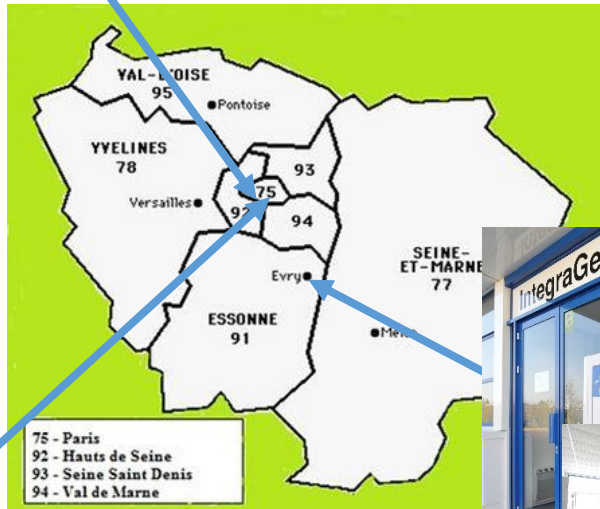 VAL-D'OISE
95
Pontoise
YVELINES
78
93
75
Versailles
92
94
SEINE-
ET-MARNE
77
Evry
ESSONNE
91
IntegraGe
75 - Paris
92 - Hauts de Seine
93 - Seine Saint Denis
94 - Val de Marne